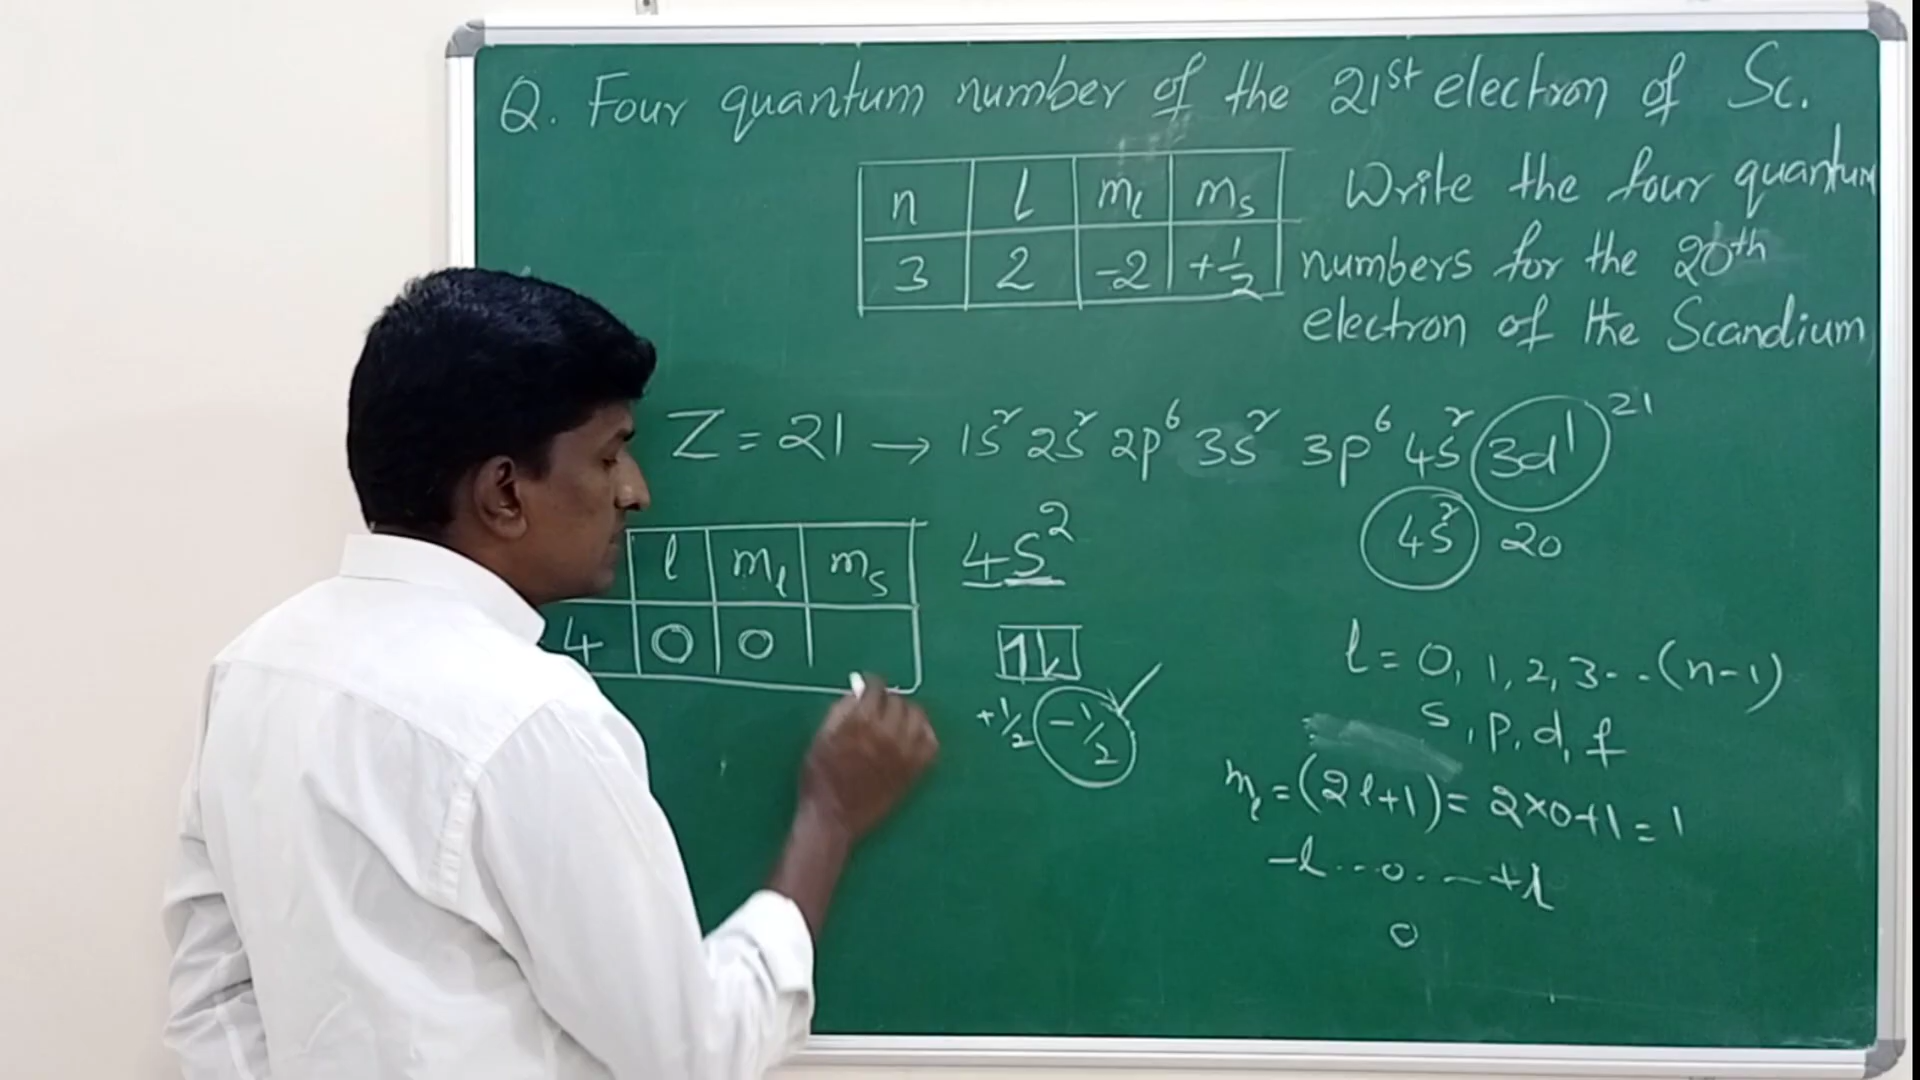 Q. Four quantum number of the 21st electron of Sc.
n l ml ms
3 2 -2 +1/2
Write the four quantum
numbers for the 20th
electron of the Scandium
Z = 21 → 1s² 2s² 2p⁶ 3s² 3p⁶ 4s² 3d¹ 21
4s² 20
l ml ms
4 0 0
4s²
1L
+1/2 -1/2
l = 0, 1, 2, 3...(n-1)
s, p, d, f
ml = (2l+1) = 2×0+1 = 1
-l...0...+l
0